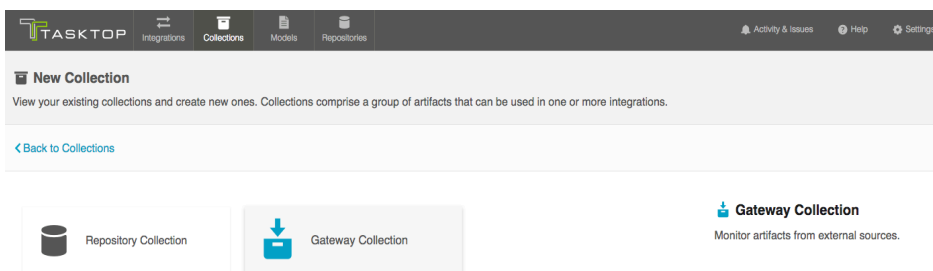 TASKTOP
Integrations
Collections
Models
Repositories
Activity & Issues
Help
Settings
New Collection
View your existing collections and create new ones. Collections comprise a group of artifacts that can be used in one or more integrations.
Back to Collections
Repository Collection
Gateway Collection
Gateway Collection
Monitor artifacts from external sources.